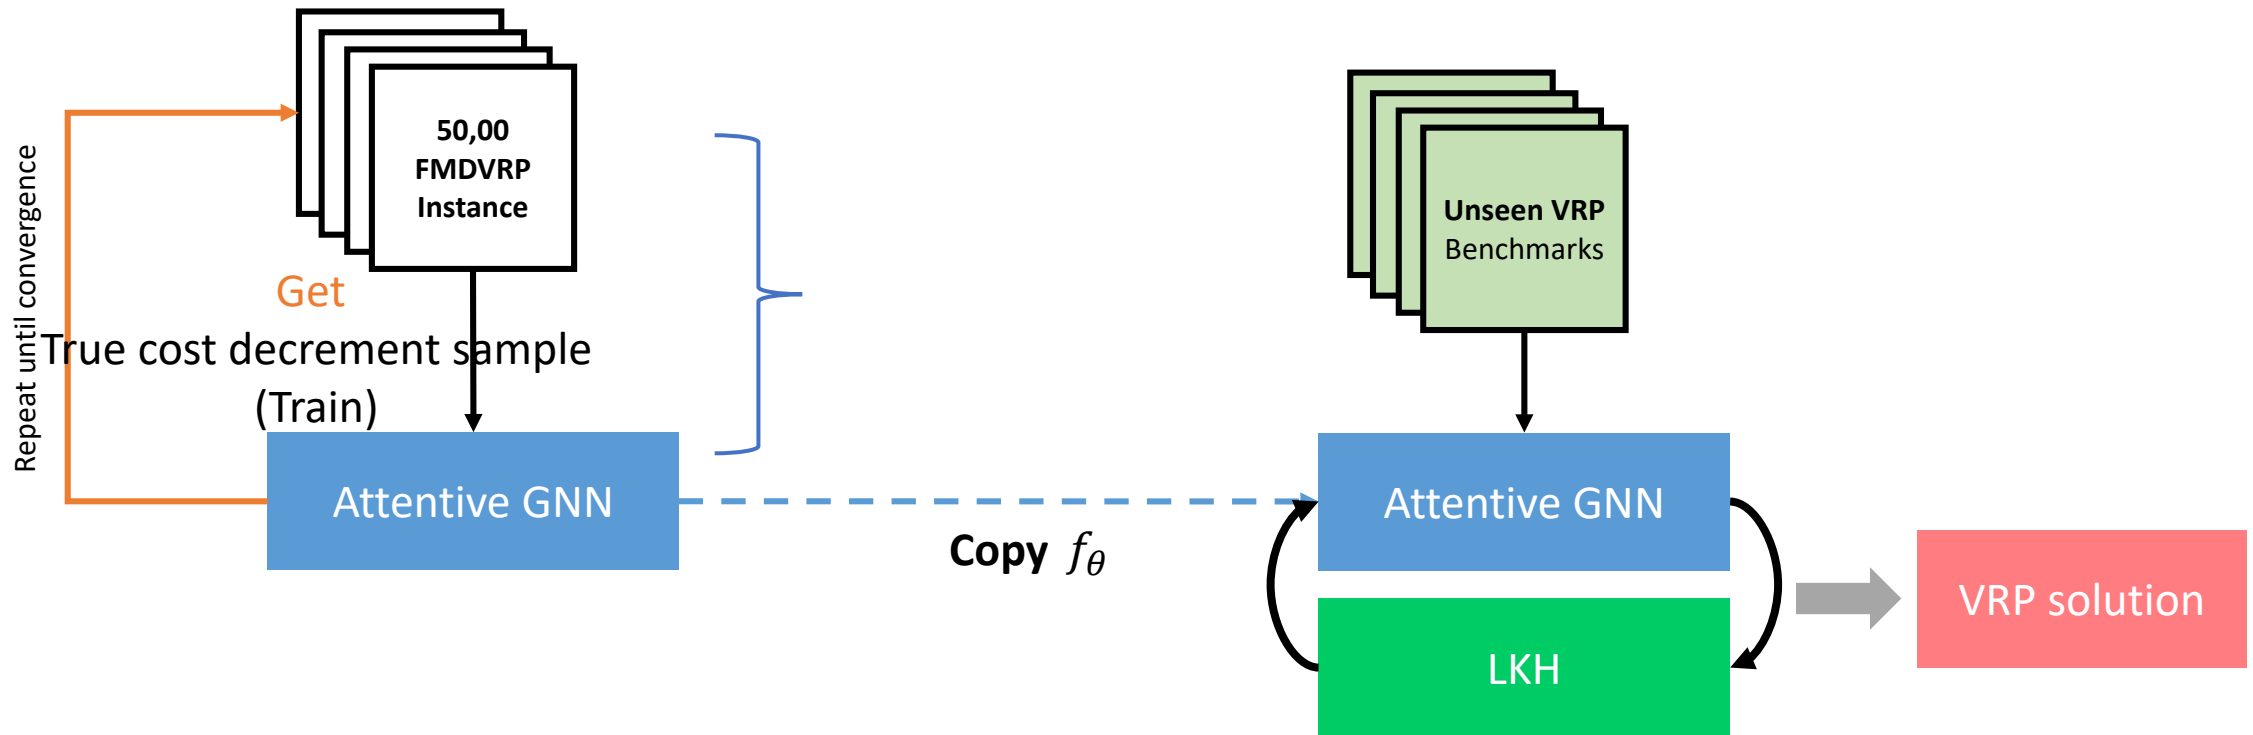 Repeat until convergence
50,00
FMDVRP
Instance
Get
True cost decrement sample
(Train)
Attentive GNN
Copy f_θ
Unseen VRP
Benchmarks
Attentive GNN
LKH
VRP solution